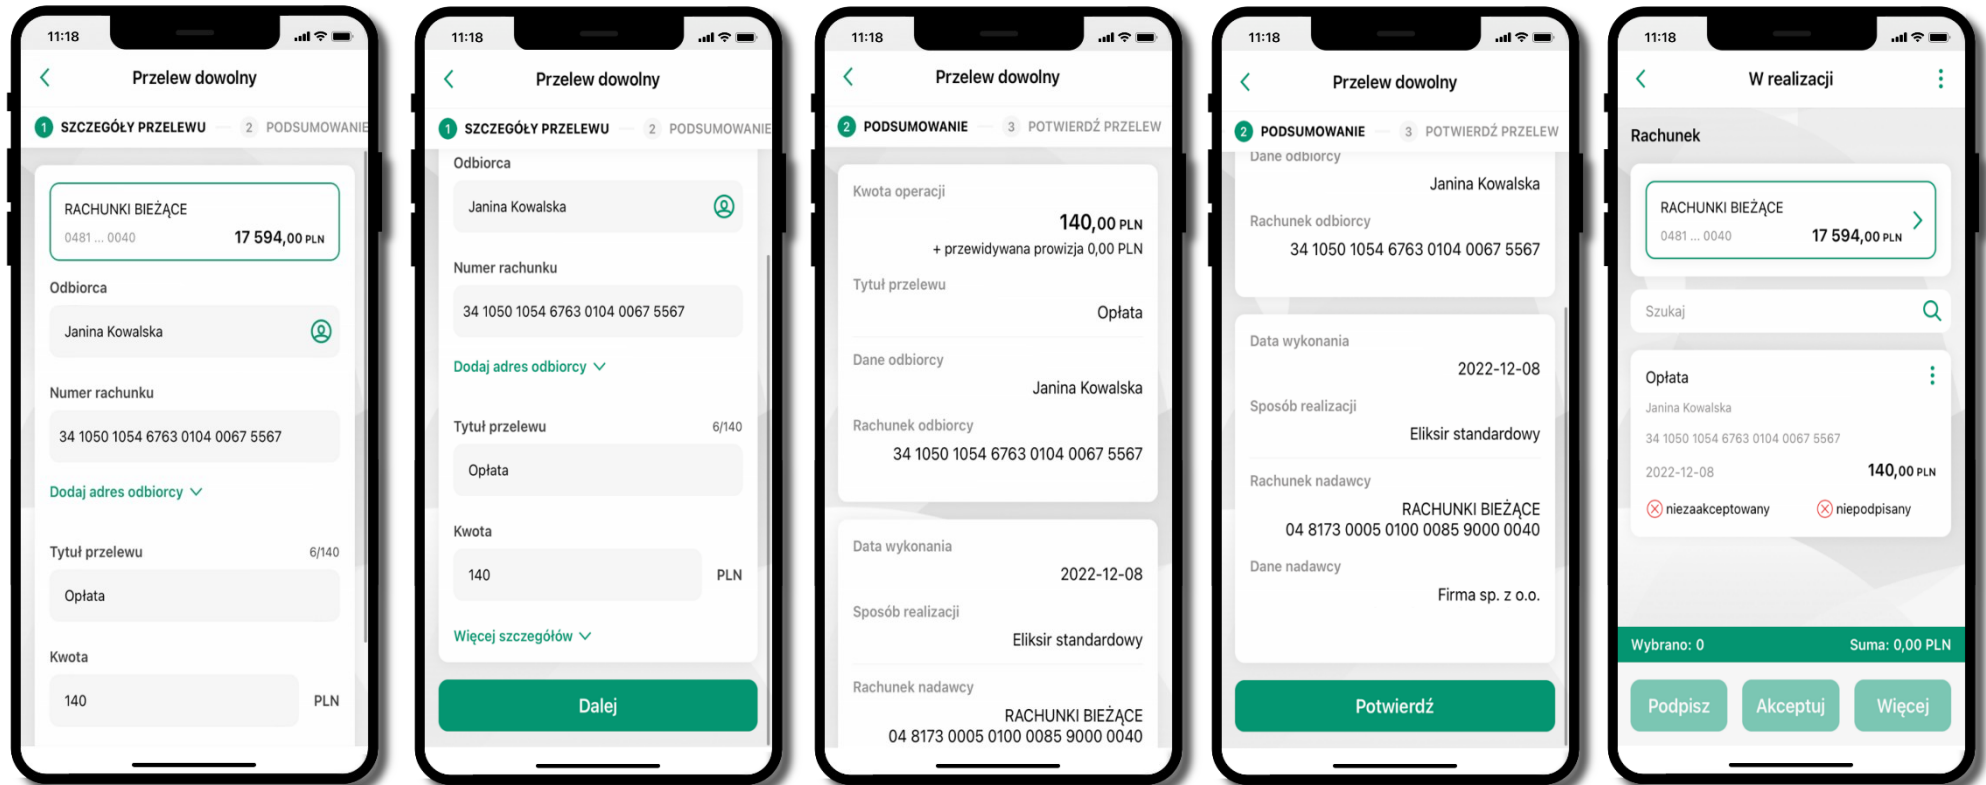 11:18
Przelew dowolny
1 SZCZEGÓŁY PRZELEWU 2 PODSUMOWANIE
RACHUNKI BIEŻĄCE
0481 ... 0040 17 594,00 PLN
Odbiorca
Janina Kowalska
Numer rachunku
34 1050 1054 6763 0104 0067 5567
Dodaj adres odbiorcy
Tytuł przelewu 6/140
Opłata
Kwota
140 PLN
11:18
Przelew dowolny
1 SZCZEGÓŁY PRZELEWU 2 PODSUMOWANIE
Odbiorca
Janina Kowalska
Numer rachunku
34 1050 1054 6763 0104 0067 5567
Dodaj adres odbiorcy
Tytuł przelewu 6/140
Opłata
Kwota
140 PLN
Więcej szczegółów
Dalej
11:18
Przelew dowolny
2 PODSUMOWANIE 3 POTWIERDŹ PRZELEW
Kwota operacji
140,00 PLN
+ przewidywana prowizja 0,00 PLN
Tytuł przelewu
Opłata
Dane odbiorcy
Janina Kowalska
Rachunek odbiorcy
34 1050 1054 6763 0104 0067 5567
Data wykonania
2022-12-08
Sposób realizacji
Eliksir standardowy
Rachunek nadawcy
RACHUNKI BIEŻĄCE
04 8173 0005 0100 0085 9000 0040
11:18
Przelew dowolny
2 PODSUMOWANIE 3 POTWIERDŹ PRZELEW
Dane odbiorcy
Janina Kowalska
Rachunek odbiorcy
34 1050 1054 6763 0104 0067 5567
Data wykonania
2022-12-08
Sposób realizacji
Eliksir standardowy
Rachunek nadawcy
RACHUNKI BIEŻĄCE
04 8173 0005 0100 0085 9000 0040
Dane nadawcy
Firma sp. z o.o.
Potwierdź
11:18
W realizacji
Rachunek
RACHUNKI BIEŻĄCE
0481 ... 0040 17 594,00 PLN
Szukaj
Opłata
Janina Kowalska
34 1050 1054 6763 0104 0067 5567
2022-12-08 140,00 PLN
niezaakceptowany niepodpisany
Wybrano: 0 Suma: 0,00 PLN
Podpisz Akceptuj Więcej